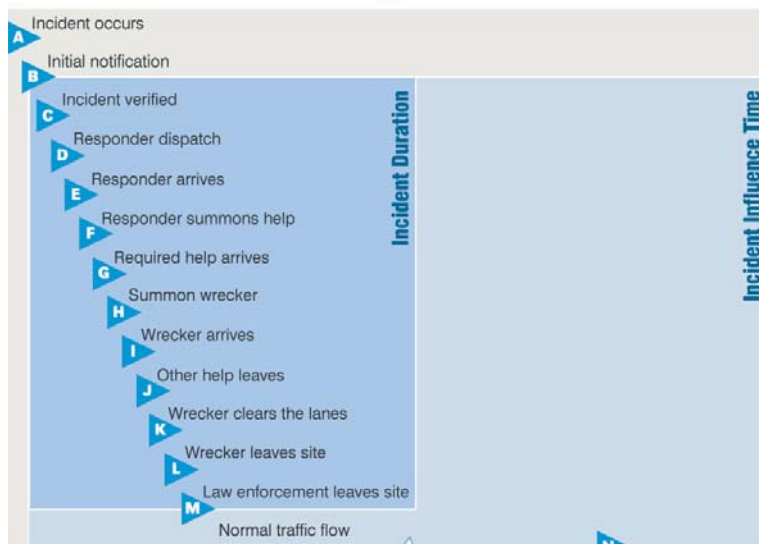 A Incident occurs
B Initial notification
C Incident verified
D Responder dispatch
E Responder arrives
F Responder summons help
G Required help arrives
H Summon wrecker
I Wrecker arrives
J Other help leaves
K Wrecker clears the lanes
L Wrecker leaves site
M Law enforcement leaves site
Normal traffic flow
Incident Duration
Incident Influence Time